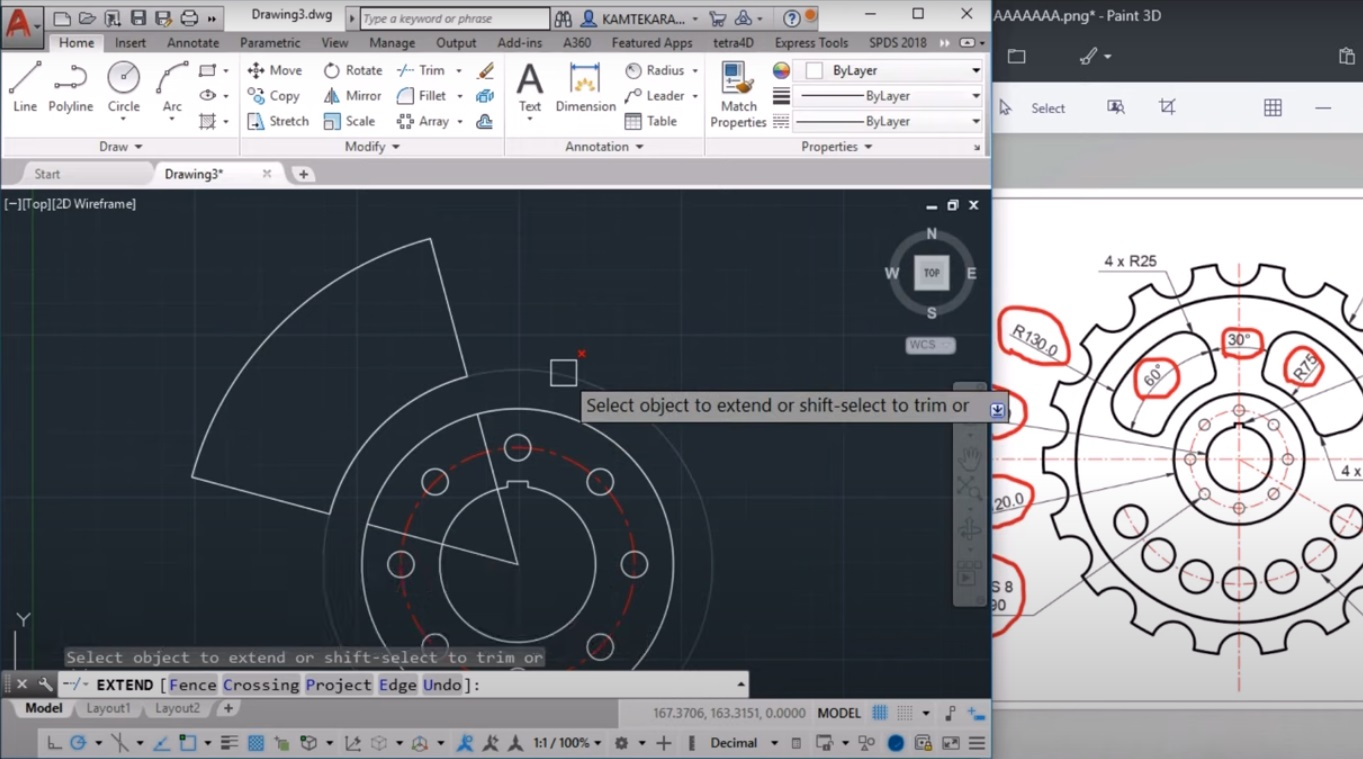 Drawing3.dwg
Type a keyword or phrase
KAMTEKARA...
AAAAAAA.png* - Paint 3D
Home Insert Annotate Parametric View Manage Output Add-ins A360 Featured Apps tetra4D Express Tools SPDS 2018
Line Polyline Circle Arc
Move Rotate Trim
Copy Mirror Fillet
Stretch Scale Array
Text Dimension
Radius
Leader
Table
Match
Properties
ByLayer
ByLayer
ByLayer
Select
Draw Modify Annotation Properties
Start Drawing3*
[−][Top][2D Wireframe]
N
W TOP E
S
WCS
4 x R25
R130.0
60°
30°
R75
Select object to extend or shift-select to trim or
4 x
20.0
S 8
90
Y
Select object to extend or shift-select to trim or
EXTEND [Fence Crossing Project Edge Undo]:
Model Layout1 Layout2 +
167.3706, 163.3151, 0.0000 MODEL
1:1 / 100% Decimal